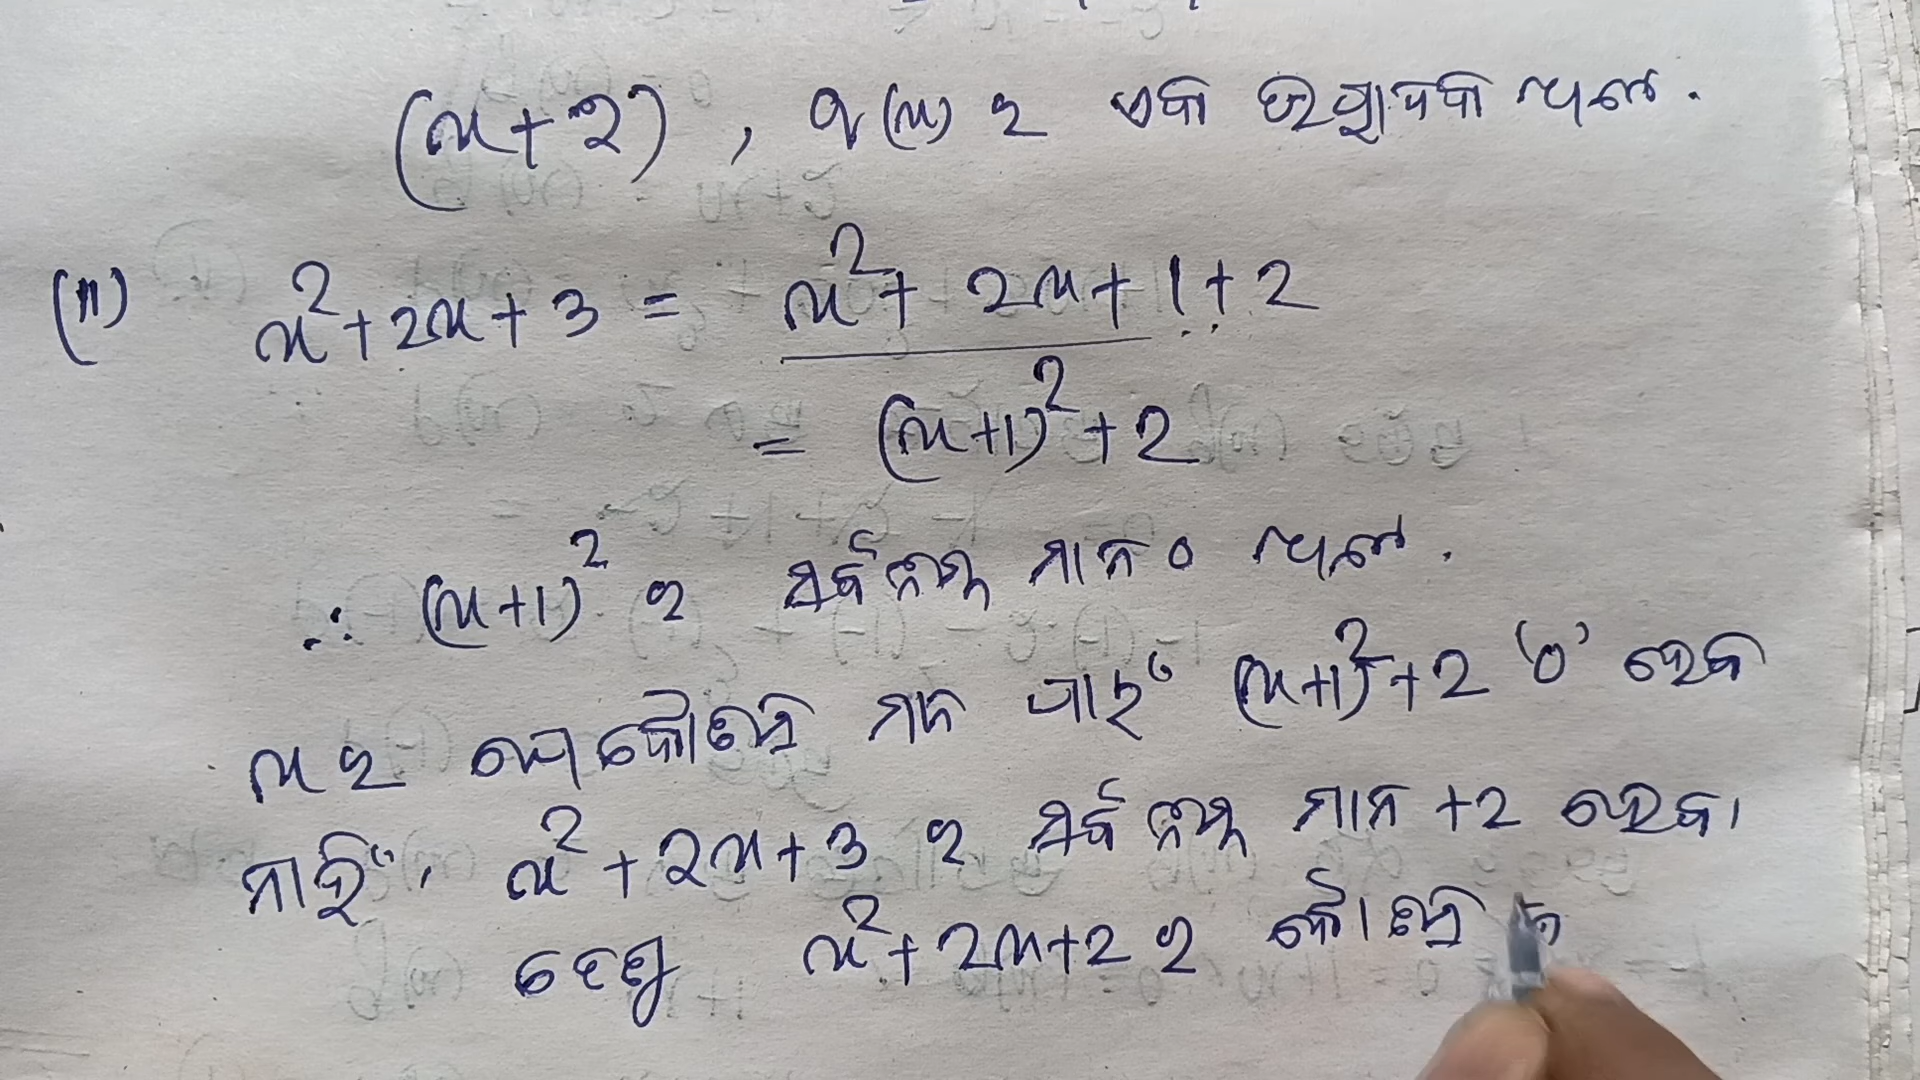 (x+2), q(x) ର ଏକ ଉତ୍ପାଦକ ଅଟେ.
(ii) x²+2x+3 = x²+2x+1+2
= (x+1)²+2
∴ (x+1)² ର ସର୍ବନିମ୍ନ ମାନ 0 ଅଟେ.
x ର ଯେକୌଣସି ମାନ ପାଇଁ (x+1)²+2 '0' ହେବ
ନାହିଁ, x²+2x+3 ର ସର୍ବନିମ୍ନ ମାନ +2 ହେବ।
ତେଣୁ x²+2x+2 ର କୌଣସି